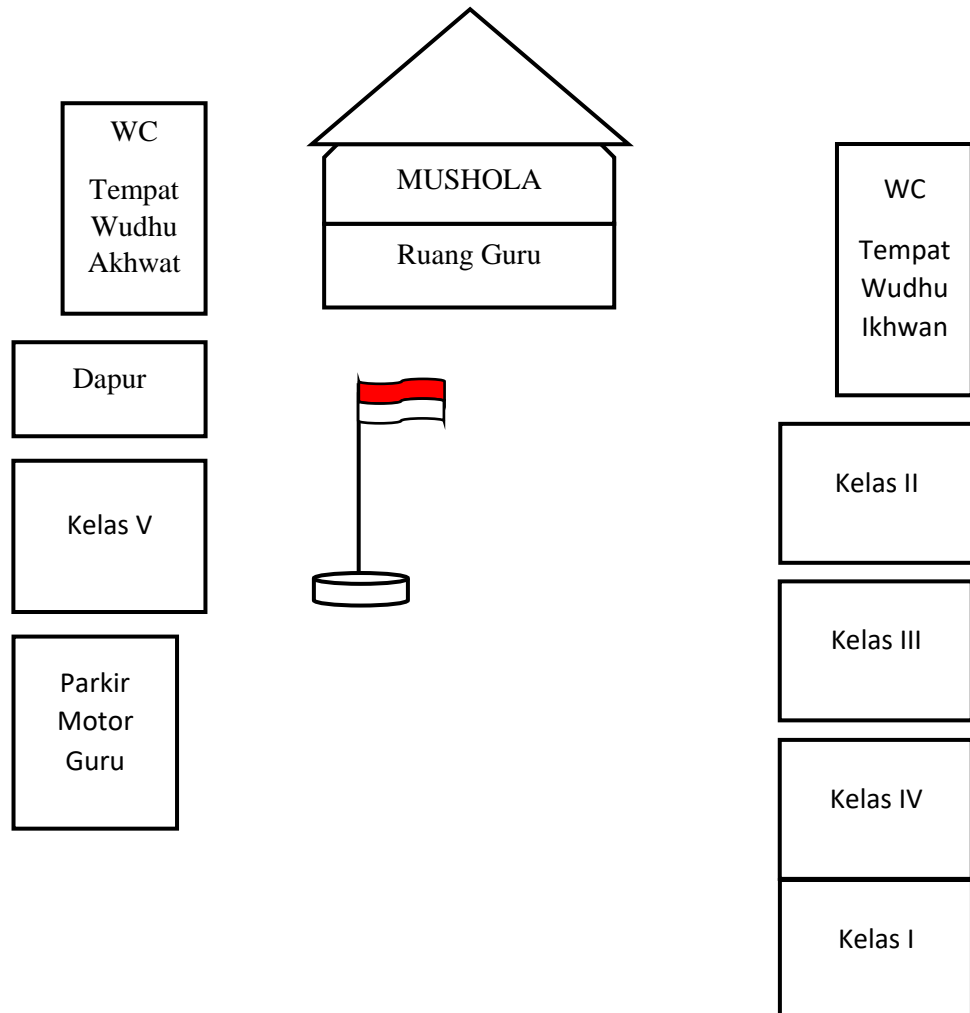 WC
Tempat
Wudhu
Akhwat
MUSHOLA
Ruang Guru
WC
Tempat
Wudhu
Ikhwan
Dapur
Kelas II
Kelas V
Kelas III
Parkir
Motor
Guru
Kelas IV
Kelas I